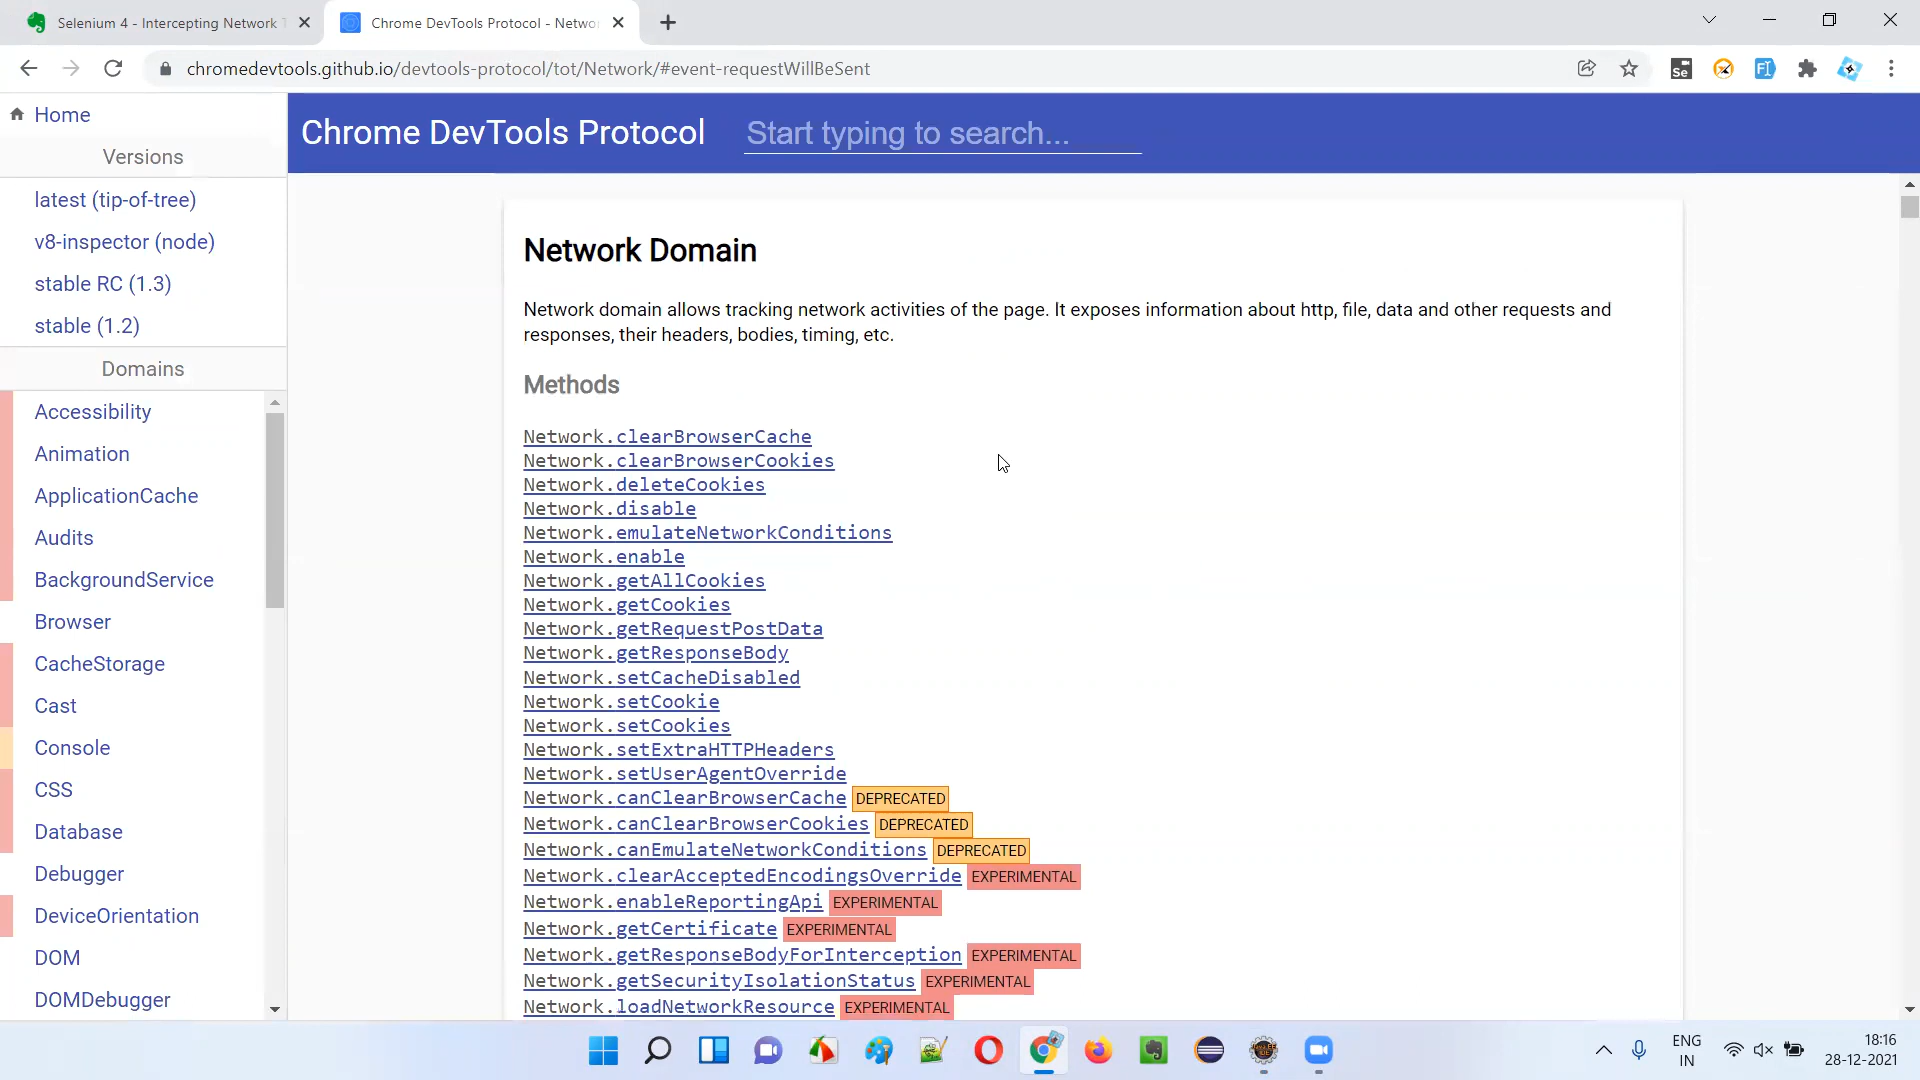 Selenium 4 - Intercepting Network T
Chrome DevTools Protocol - Netwo
chromedevtools.github.io/devtools-protocol/tot/Network/#event-requestWillBeSent
Se
Home
Versions
latest (tip-of-tree)
v8-inspector (node)
stable RC (1.3)
stable (1.2)
Domains
Accessibility
Animation
ApplicationCache
Audits
BackgroundService
Browser
CacheStorage
Cast
Console
CSS
Database
Debugger
DeviceOrientation
DOM
DOMDebugger
Chrome DevTools Protocol
Start typing to search...
Network Domain
Network domain allows tracking network activities of the page. It exposes information about http, file, data and other requests and
responses, their headers, bodies, timing, etc.
Methods
Network.clearBrowserCache
Network.clearBrowserCookies
Network.deleteCookies
Network.disable
Network.emulateNetworkConditions
Network.enable
Network.getAllCookies
Network.getCookies
Network.getRequestPostData
Network.getResponseBody
Network.setCacheDisabled
Network.setCookie
Network.setCookies
Network.setExtraHTTPHeaders
Network.setUserAgentOverride
Network.canClearBrowserCache DEPRECATED
Network.canClearBrowserCookies DEPRECATED
Network.canEmulateNetworkConditions DEPRECATED
Network.clearAcceptedEncodingsOverride EXPERIMENTAL
Network.enableReportingApi EXPERIMENTAL
Network.getCertificate EXPERIMENTAL
Network.getResponseBodyForInterception EXPERIMENTAL
Network.getSecurityIsolationStatus EXPERIMENTAL
Network.loadNetworkResource EXPERIMENTAL
ENG
IN
18:16
28-12-2021